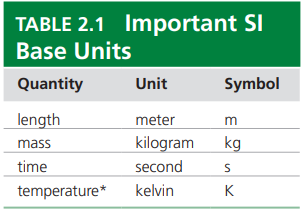 TABLE 2.1 Important SI
Base Units
Quantity Unit Symbol
length meter m
mass kilogram kg
time second s
temperature* kelvin K